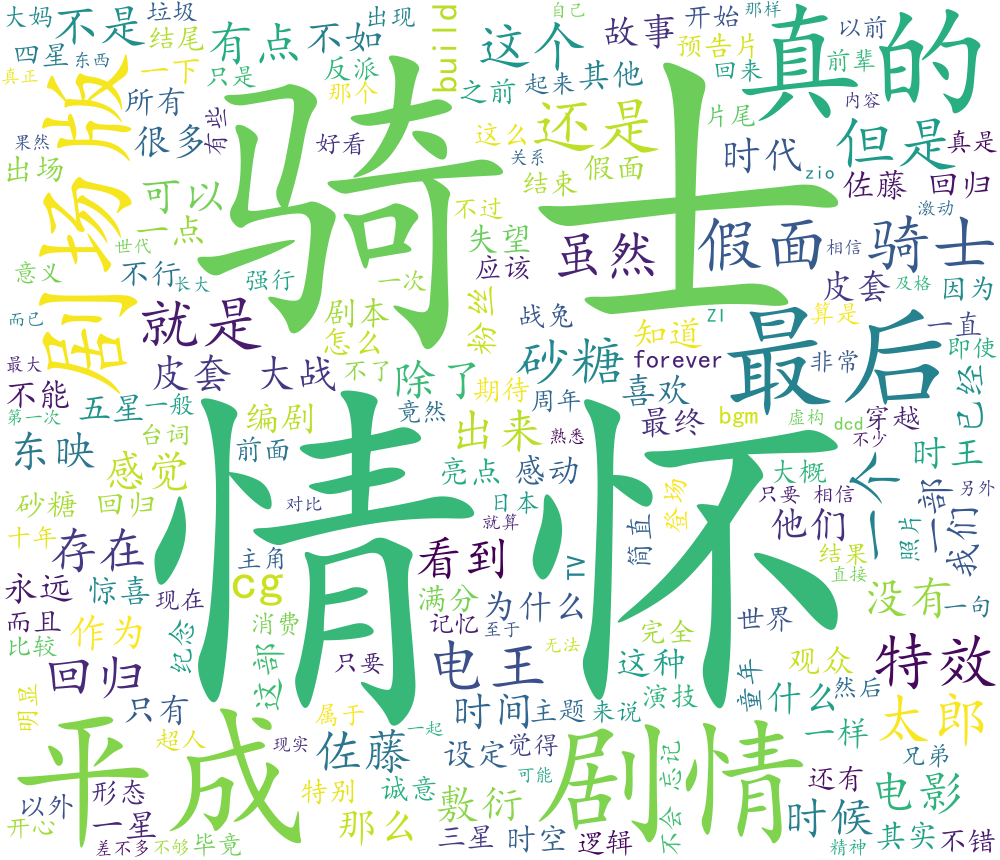 大妈
不是
垃圾
有点
不如
出现
build
这个
故事
开始
自己
那样
真的
以前
四星
东西
结尾
一下
只是
反派
那个
之前
起来
其他
预告片
回来
前辈
真正
剧场版
所有
很多
有些
好看
骑士
这么
还是
片尾
内容
果然
出场
可以
一点
关系
结束
假面
时代
zio
但是
真是
佐藤 回归
世代
不过
失望
应该
虽然
假面 骑士
激动
相信
意义
不行
长大
强行
一次
皮套
及格
因为
而已
就是
剧本
怎么
粉丝
战兔
知道
ZI
算是
一直
最大
不能
皮套 大战
不了
除了
砂糖
forever
最后
非常
即使
已经
第一次
五星
一般
编剧
竟然
期待
周年
喜欢
最终
bgm
虚构
dcd
穿越
不少
东映
台词
感觉
前面
出来
熟悉
亮点
感动
大概
一个
一部
时王
另外
砂糖 回归
对比
情怀
日本
就算
简直
登场
只要 相信
他们
照片
我们
十年
存在
主角
看到
TV
结果
直接
永远
惊喜
现在
cg
满分
为什么
没有
一句
而且
比较
作为
纪念
消费
记忆
至于
世界
完全
无法
回归
这部
只要
电王
这种
童年
观众
特效
明显
只有
属于
时间
主题
来说
演技
什么
然后
太郎
超人
现实
一起
平成
佐藤
设定
觉得
剧情
一样
兄弟
以外
形态
特别
诚意
可能
忘记
还有
电影
开心
一星
那么
敷衍
不会
时候
其实
不错
差不多
不够
毕竟
三星
时空
逻辑
精神